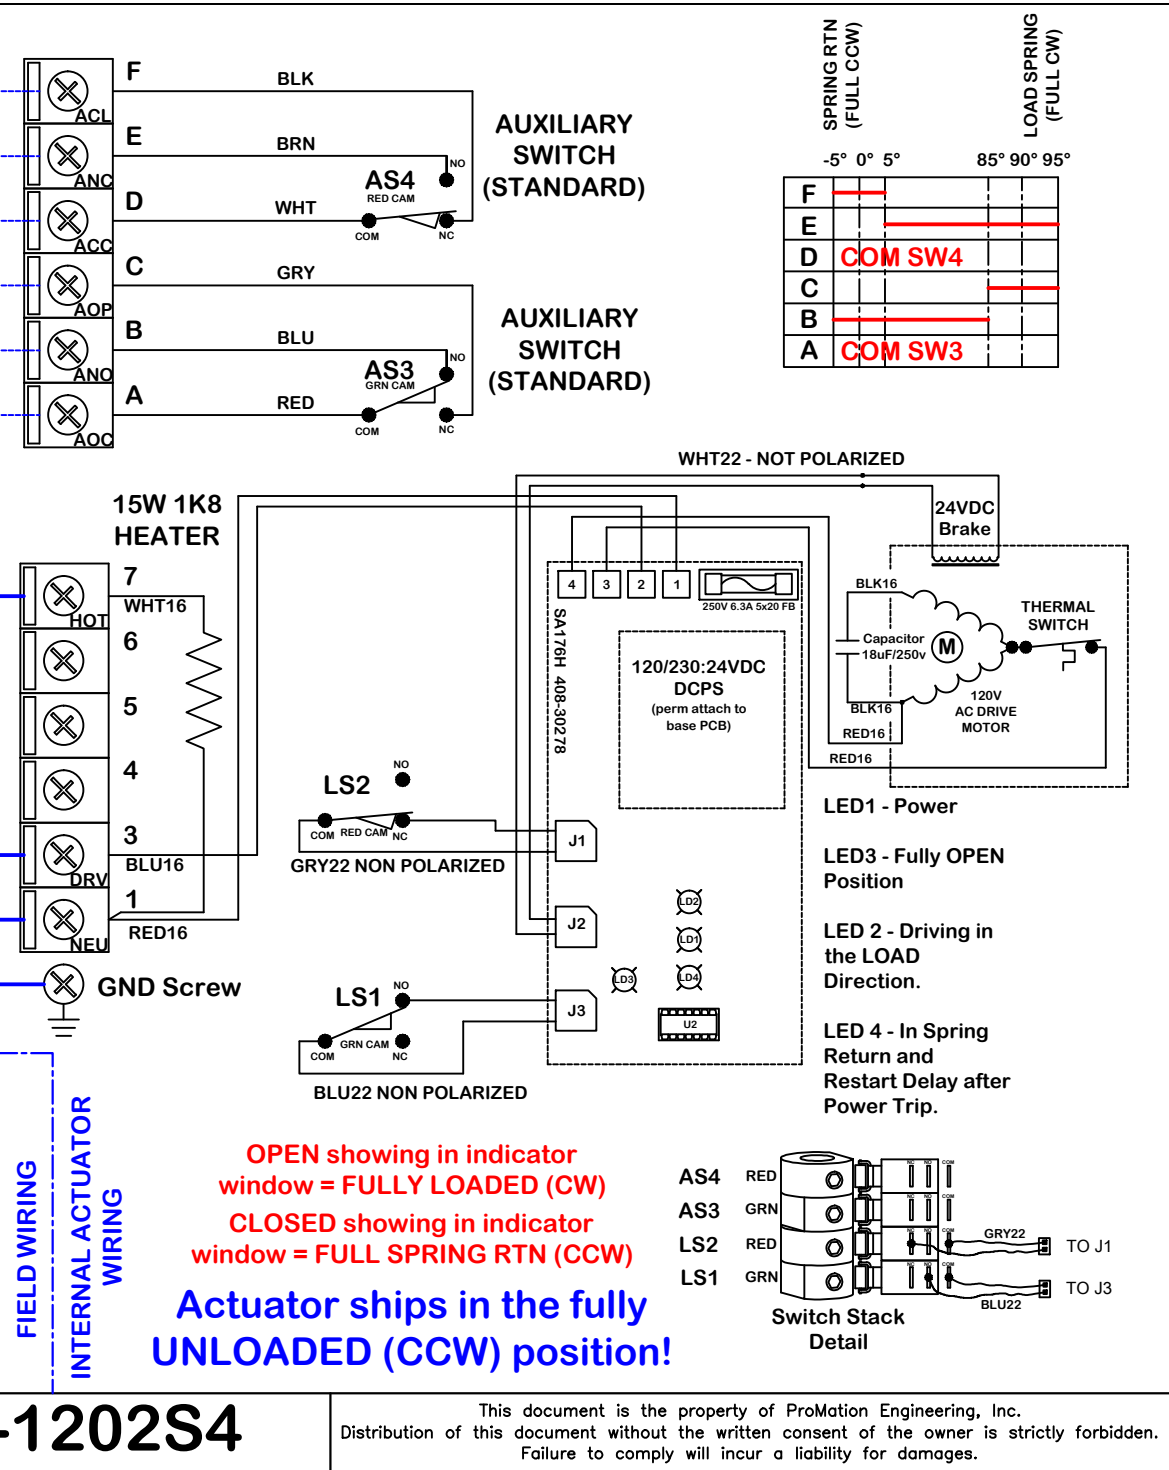 F
BLK
ACL
E
BRN
ANC
NO
AS4
RED CAM
D
WHT
ACC
COM
NC
AUXILIARY
SWITCH
(STANDARD)
C
GRY
AOP
B
BLU
ANO
NO
AS3
GRN CAM
A
RED
AOC
COM
NC
AUXILIARY
SWITCH
(STANDARD)
SPRING RTN
(FULL CCW)
LOAD SPRING
(FULL CW)
-5° 0° 5°
85° 90° 95°
F
E
D COM SW4
C
B
A COM SW3
WHT22 - NOT POLARIZED
15W 1K8
HEATER
7
WHT16
HOT
6
5
4
3
BLU16
DRV
1
RED16
NEU
GND Screw
24VDC
Brake
4 3 2 1
250V 6.3A 5x20 FB
SA176H 408-30278
120/230:24VDC
DCPS
(perm attach to
base PCB)
BLK16
Capacitor
18uF/250v
M
THERMAL
SWITCH
BLK16
120V
AC DRIVE
MOTOR
RED16
RED16
LS2
NO
COM
RED CAM
NC
GRY22 NON POLARIZED
J1
J2
J3
LD2
LD1
LD3
LD4
U2
LS1
NO
COM
GRN CAM
NC
BLU22 NON POLARIZED
LED1 - Power
LED3 - Fully OPEN
Position
LED 2 - Driving in
the LOAD
Direction.
LED 4 - In Spring
Return and
Restart Delay after
Power Trip.
FIELD WIRING
INTERNAL ACTUATOR
WIRING
OPEN showing in indicator
window = FULLY LOADED (CW)
CLOSED showing in indicator
window = FULL SPRING RTN (CCW)
Actuator ships in the fully
UNLOADED (CCW) position!
AS4 RED
NC NO COM
AS3 GRN
NC NO COM
LS2 RED
NC NO COM
GRY22
TO J1
LS1 GRN
NC NO COM
BLU22
TO J3
Switch Stack
Detail
-1202S4
This document is the property of ProMation Engineering, Inc.
Distribution of this document without the written consent of the owner is strictly forbidden.
Failure to comply will incur a liability for damages.